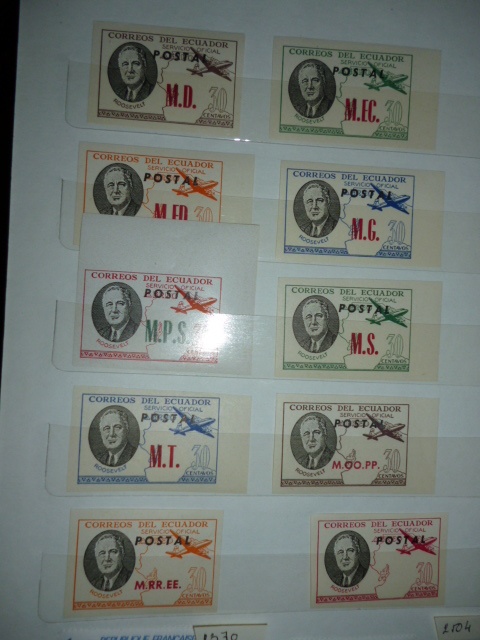 CORREOS DEL ECUADOR
SERVICIO OFICIAL
POSTAL
M.D. 30
ROOSEVELT CENTAVOS
CORREOS DEL ECUADOR
SERVICIO OFICIAL
POSTAL
M.EC. 30
ROOSEVELT CENTAVOS
CORREOS DEL ECUADOR
SERVICIO OFICIAL
POSTAL
30
CORREOS DEL ECUADOR
SERVICIO OFICIAL
POSTAL
M.G. 30
ROOSEVELT CENTAVOS
CORREOS DEL ECUADOR
SERVICIO OFICIAL
POSTAL
M.P.S. 30
ROOSEVELT
CORREOS DEL ECUADOR
SERVICIO OFICIAL
POSTAL
M.S. 30
ROOSEVELT CENTAVOS
CORREOS DEL ECUADOR
SERVICIO OFICIAL
POSTAL
M.T. 30
ROOSEVELT CENTAVOS
CORREOS DEL ECUADOR
SERVICIO OFICIAL
POSTAL
M.OO.PP. 30
ROOSEVELT CENTAVOS
CORREOS DEL ECUADOR
SERVICIO OFICIAL
POSTAL
M.RR.EE. 30
ROOSEVELT CENTAVOS
CORREOS DEL ECUADOR
SERVICIO OFICIAL
POSTAL
30
ROOSEVELT CENTAVOS
2104